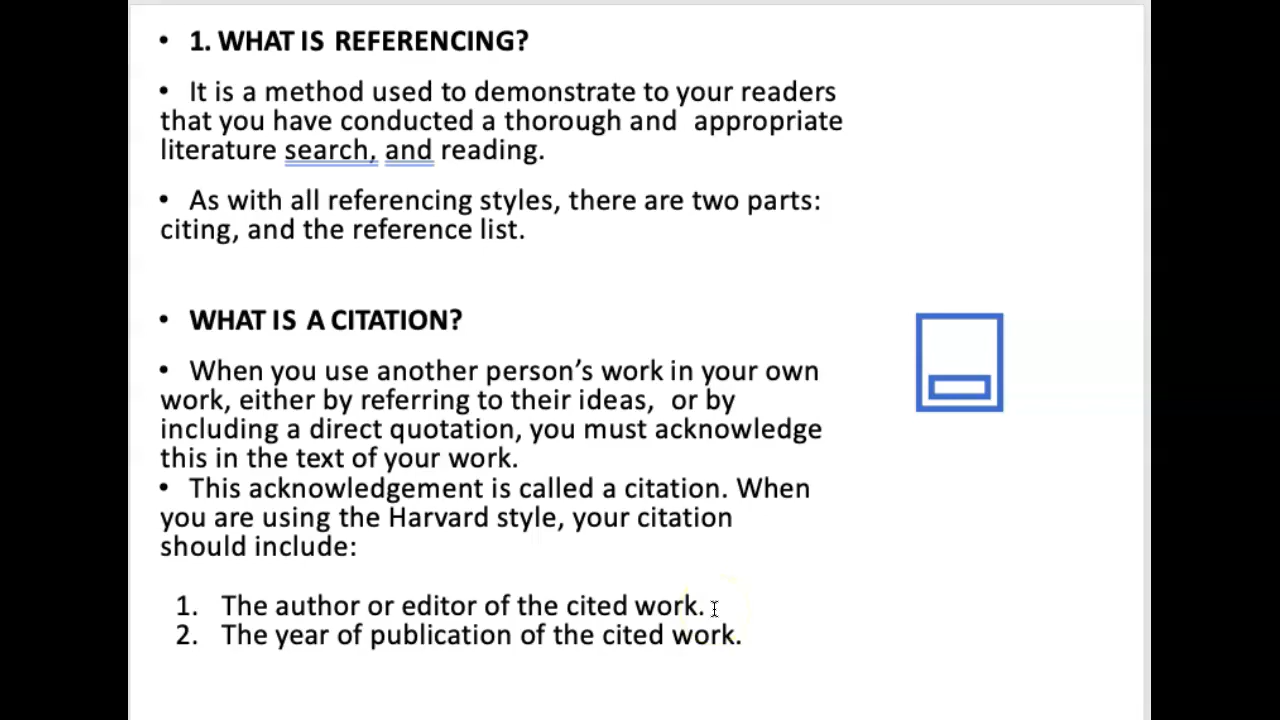 • 1. WHAT IS REFERENCING?
• It is a method used to demonstrate to your readers
that you have conducted a thorough and appropriate
literature search, and reading.
• As with all referencing styles, there are two parts:
citing, and the reference list.
• WHAT IS A CITATION?
• When you use another person’s work in your own
work, either by referring to their ideas, or by
including a direct quotation, you must acknowledge
this in the text of your work.
• This acknowledgement is called a citation. When
you are using the Harvard style, your citation
should include:
1. The author or editor of the cited work.
2. The year of publication of the cited work.